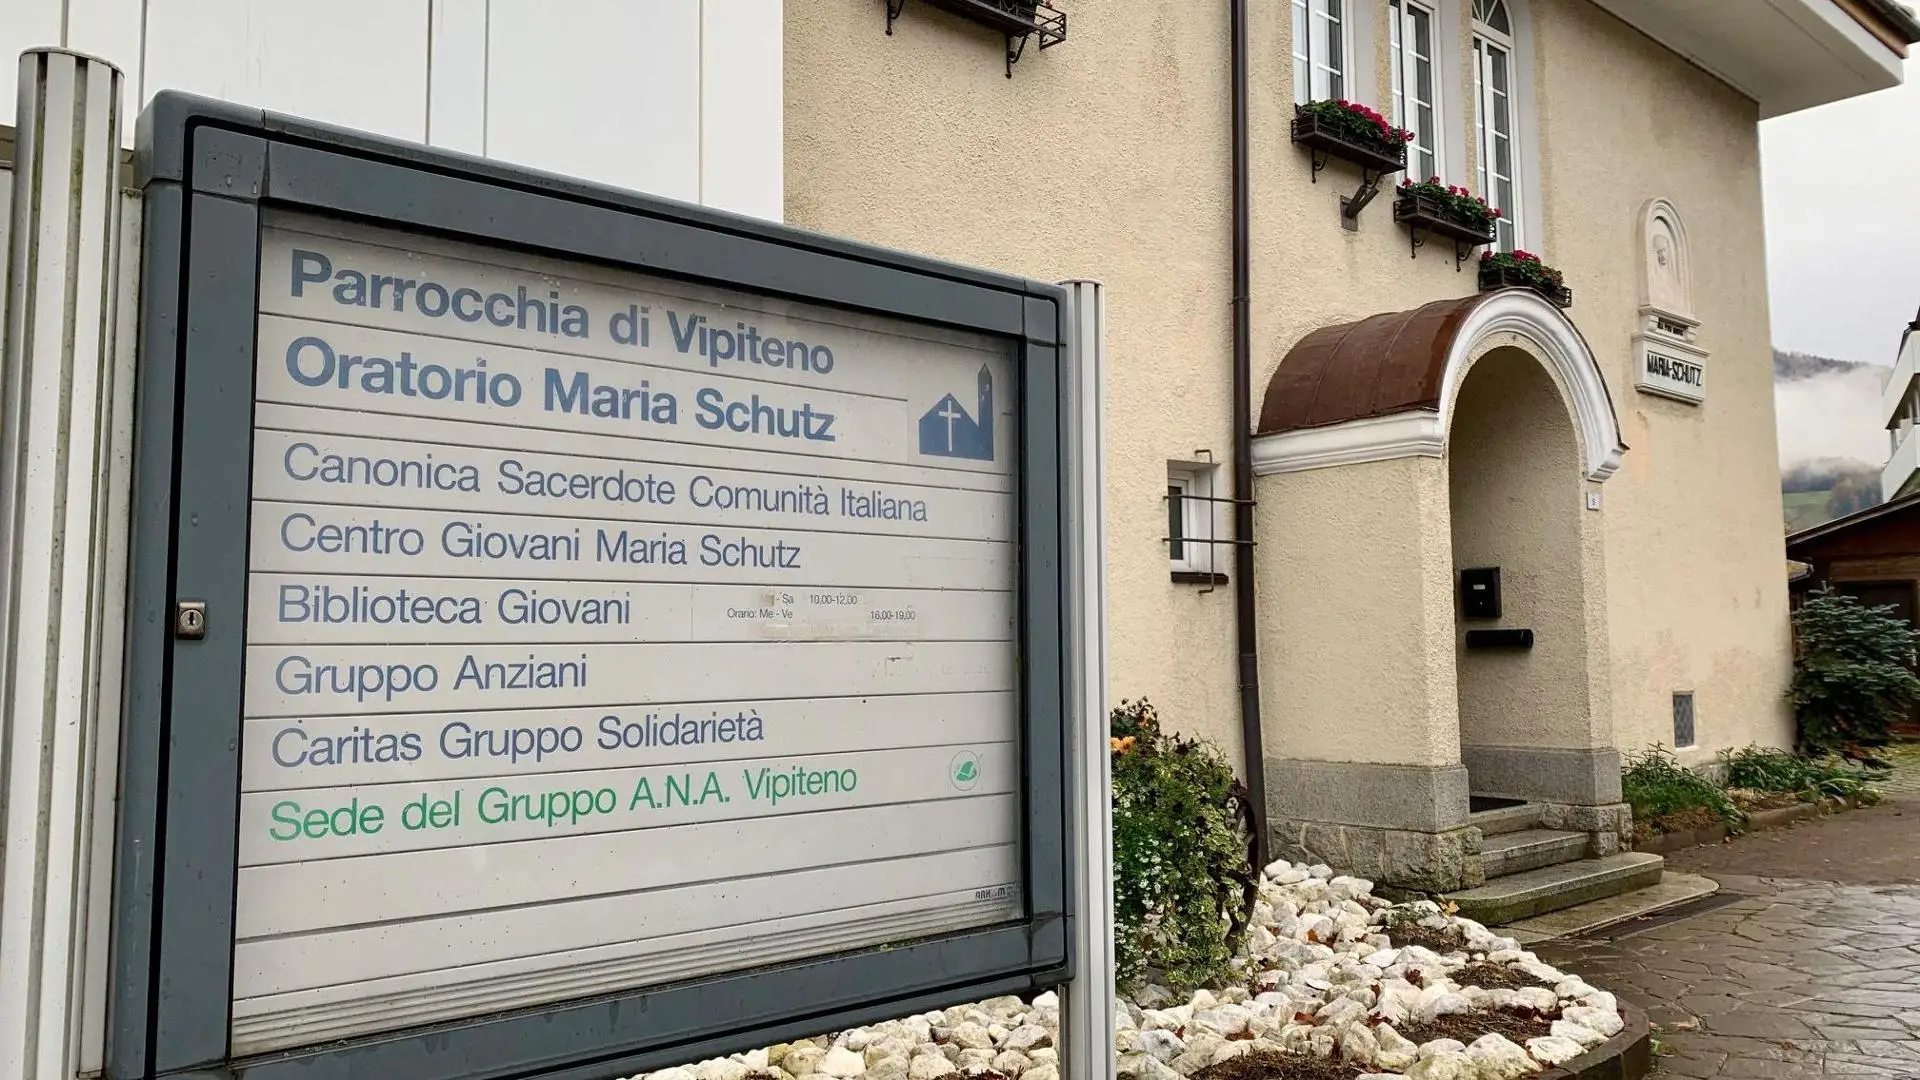 Parrocchia di Vipiteno
Oratorio Maria Schutz
Canonica Sacerdote Comunità Italiana
Centro Giovani Maria Schutz
Biblioteca Giovani
- Sa 10.00-12,00
Orario: Me - Ve 16,00-19,00
Gruppo Anziani
Caritas Gruppo Solidarietà
Sede del Gruppo A.N.A. Vipiteno
MARIA-SCHUTZ
5